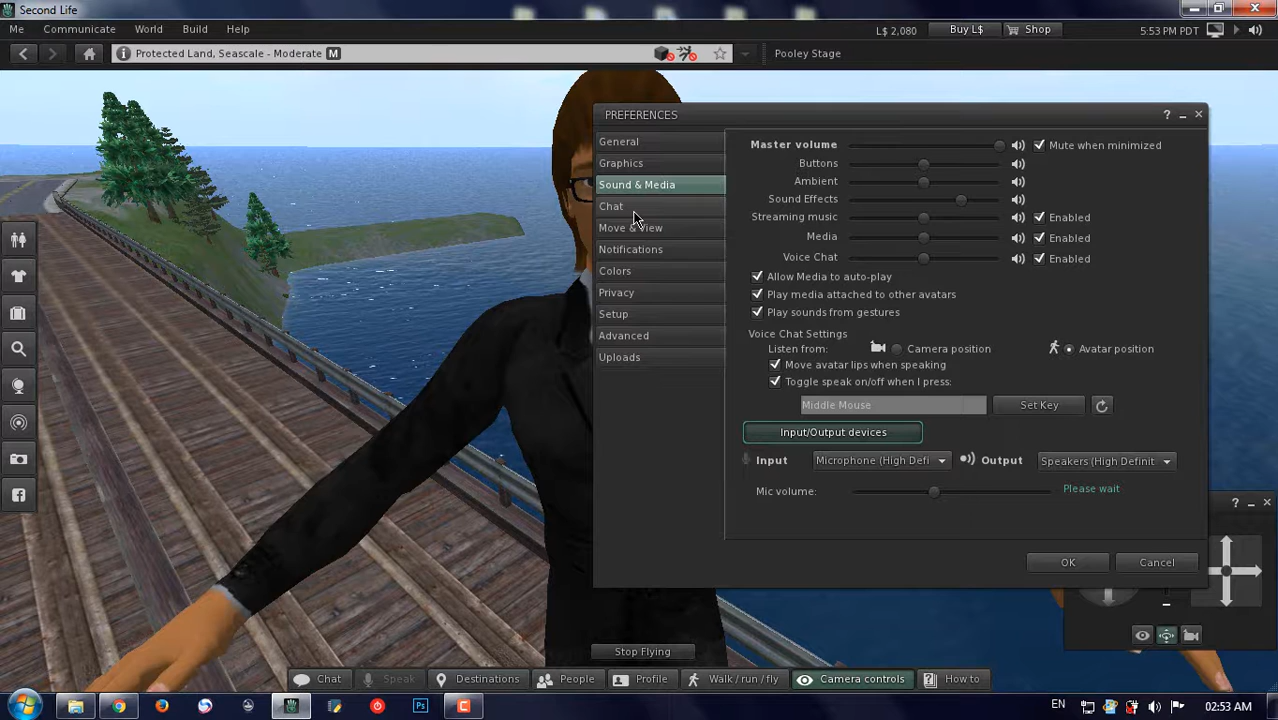 Second Life
Me Communicate World Build Help
L$ 2,080 Buy L$ Shop 5:53 PM PDT
Protected Land, Seascale - Moderate M Pooley Stage
PREFERENCES ?
General
Graphics
Sound & Media
Chat
Move & View
Notifications
Colors
Privacy
Setup
Advanced
Uploads
Master volume Mute when minimized
Buttons
Ambient
Sound Effects
Streaming music Enabled
Media Enabled
Voice Chat Enabled
Allow Media to auto-play
Play media attached to other avatars
Play sounds from gestures
Voice Chat Settings
Listen from: Camera position Avatar position
Move avatar lips when speaking
Toggle speak on/off when I press:
Middle Mouse Set Key
Input/Output devices
Input Microphone (High Defi Output Speakers (High Definit
Mic volume: Please wait
OK Cancel
?
Stop Flying
Chat Speak Destinations People Profile Walk / run / fly Camera controls How to
Ps C EN 02:53 AM